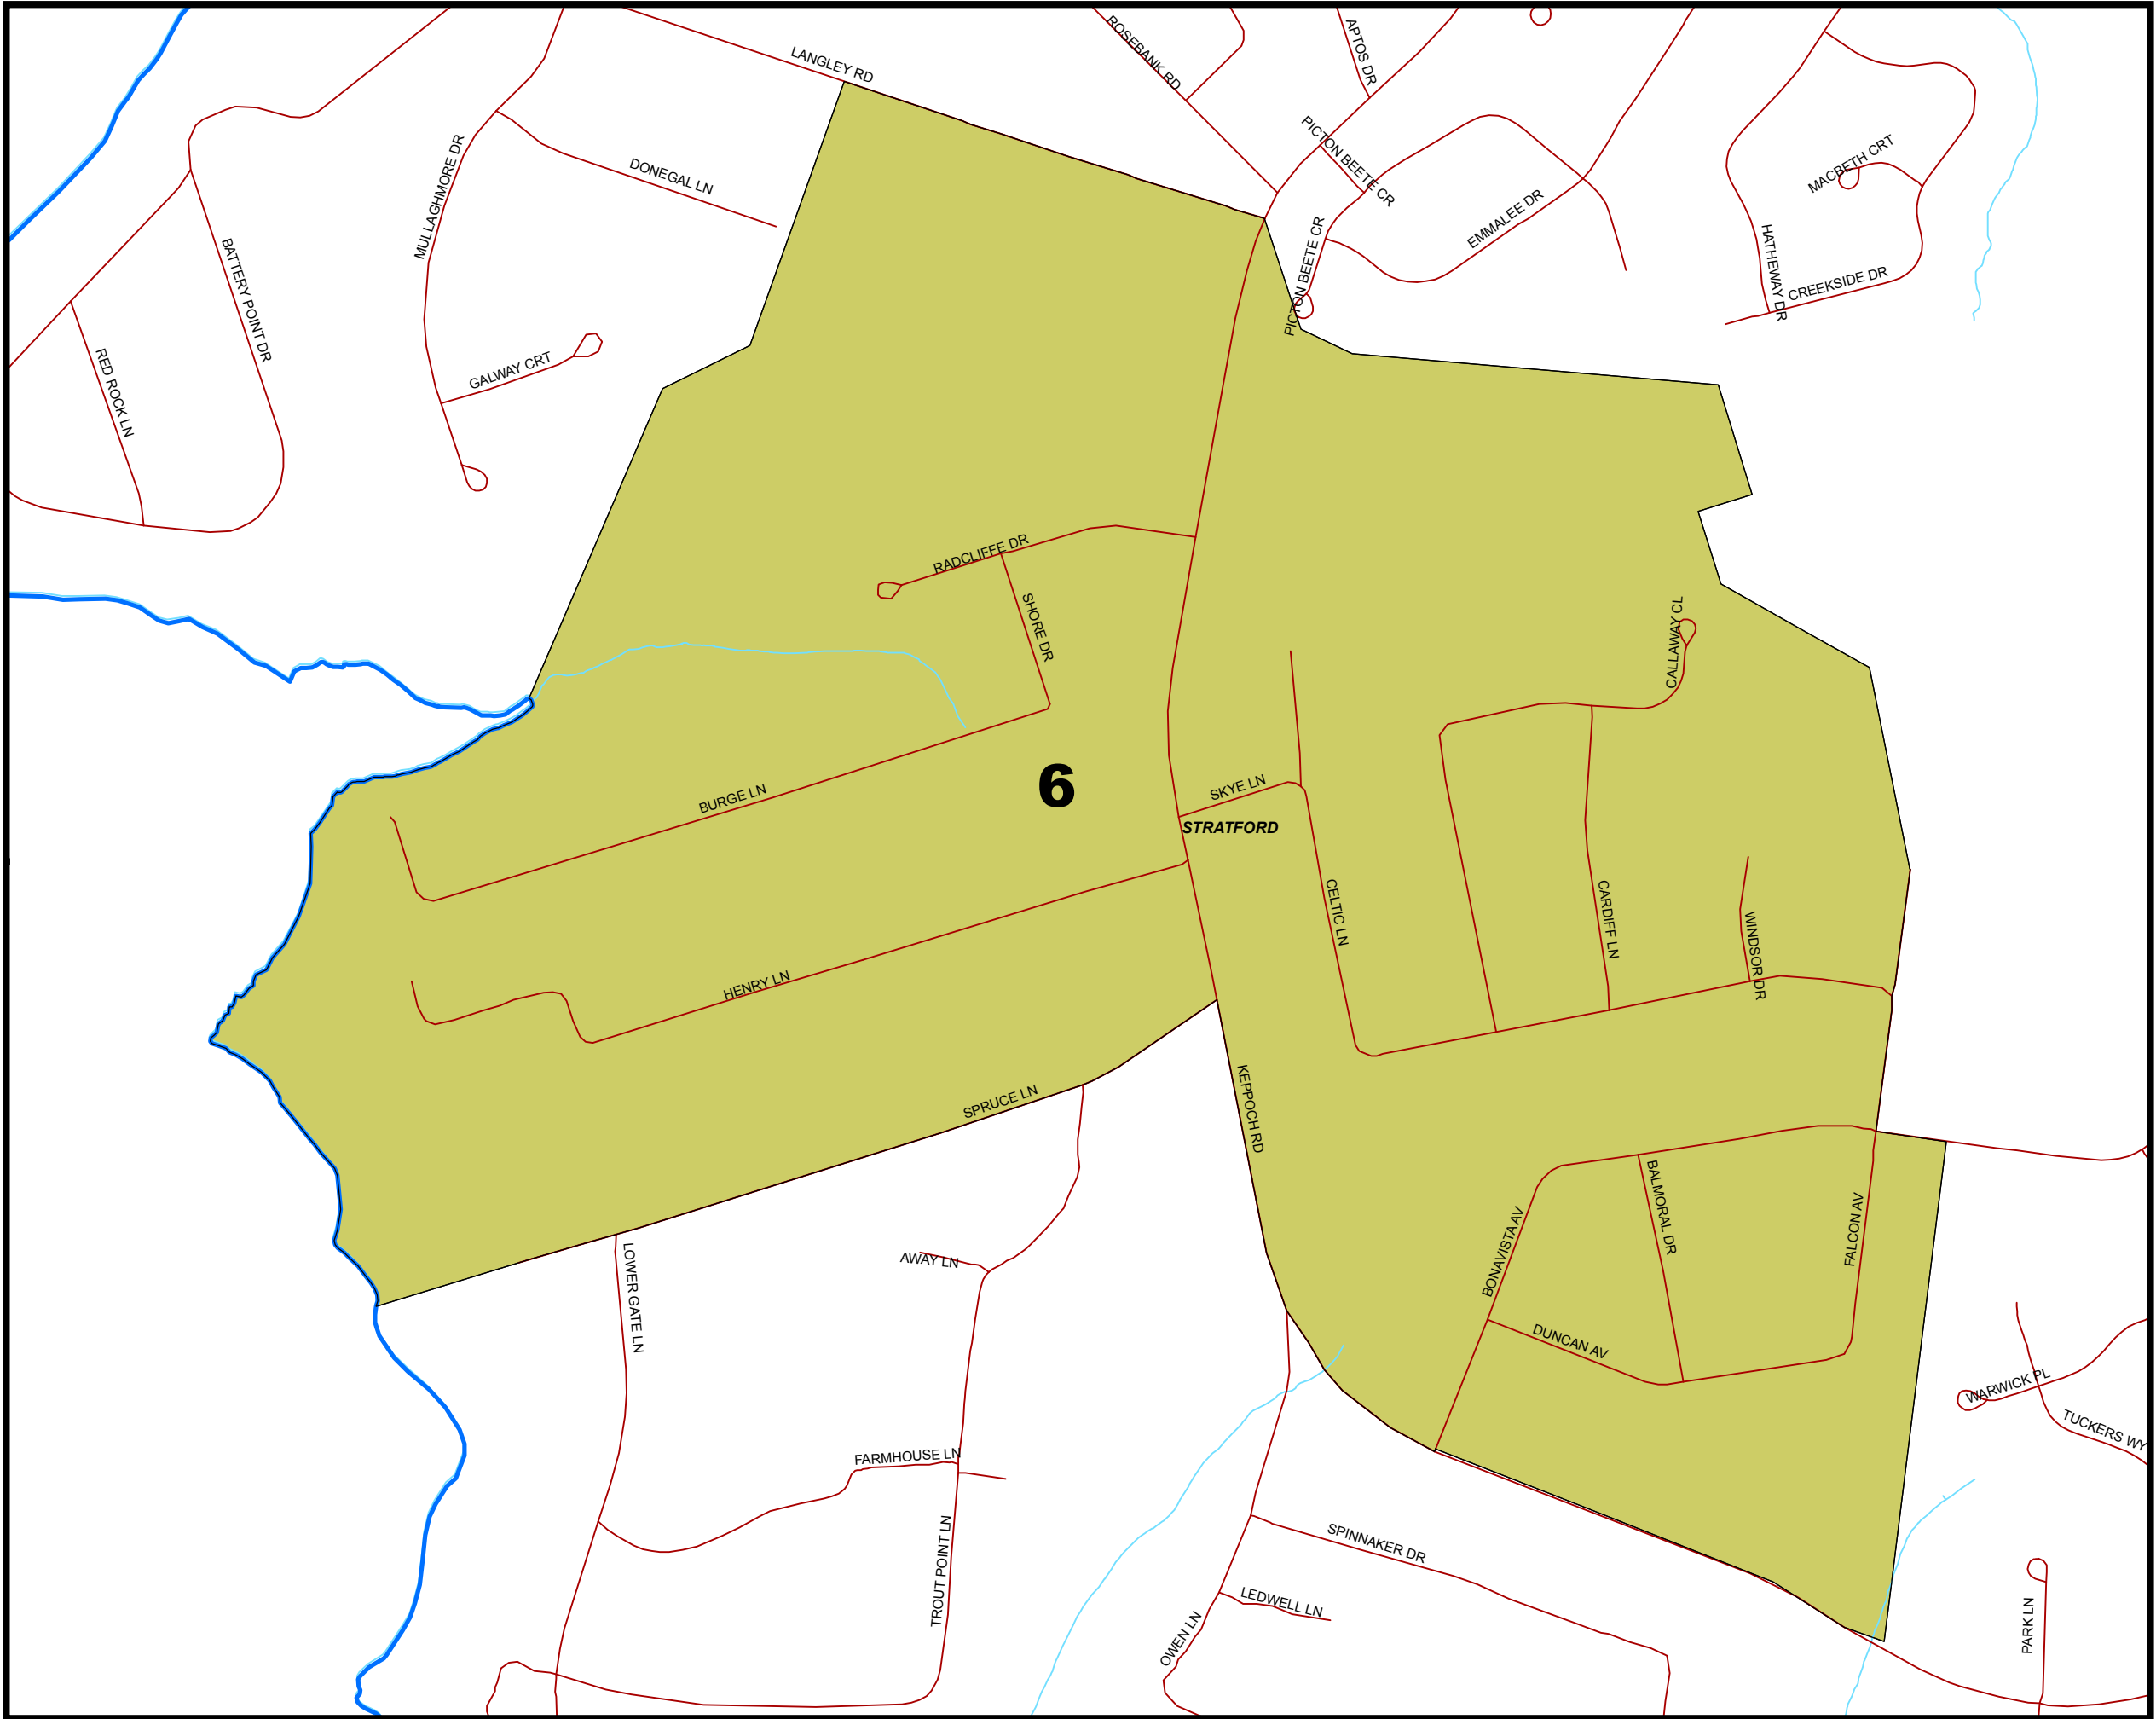 LANGLEY RD
ROSEBANK RD
APTOS DR
PICTON BEETE CR
MULLAGHMORE DR
DONEGAL LN
MACBETH CRT
EMMALEE DR
BATTERY POINT DR
PICTON BEETE CR
HATHEWAY DR
CREEKSIDE DR
RED ROCK LN
GALWAY CRT
RADCLIFFE DR
SHORE DR
CALLAWAY CL
6
BURGE LN
SKYE LN
STRATFORD
CELTIC LN
CARDIFF LN
WINDSOR DR
HENRY LN
SPRUCE LN
KEPPOCH RD
BALMORAL DR
BONAVISTA AV
FALCON AV
LOWER GATE LN
AWAY LN
DUNCAN AV
WARWICK PL
TUCKERS WY
FARMHOUSE LN
TROUT POINT LN
SPINNAKER DR
LEDWELL LN
OWEN LN
PARK LN